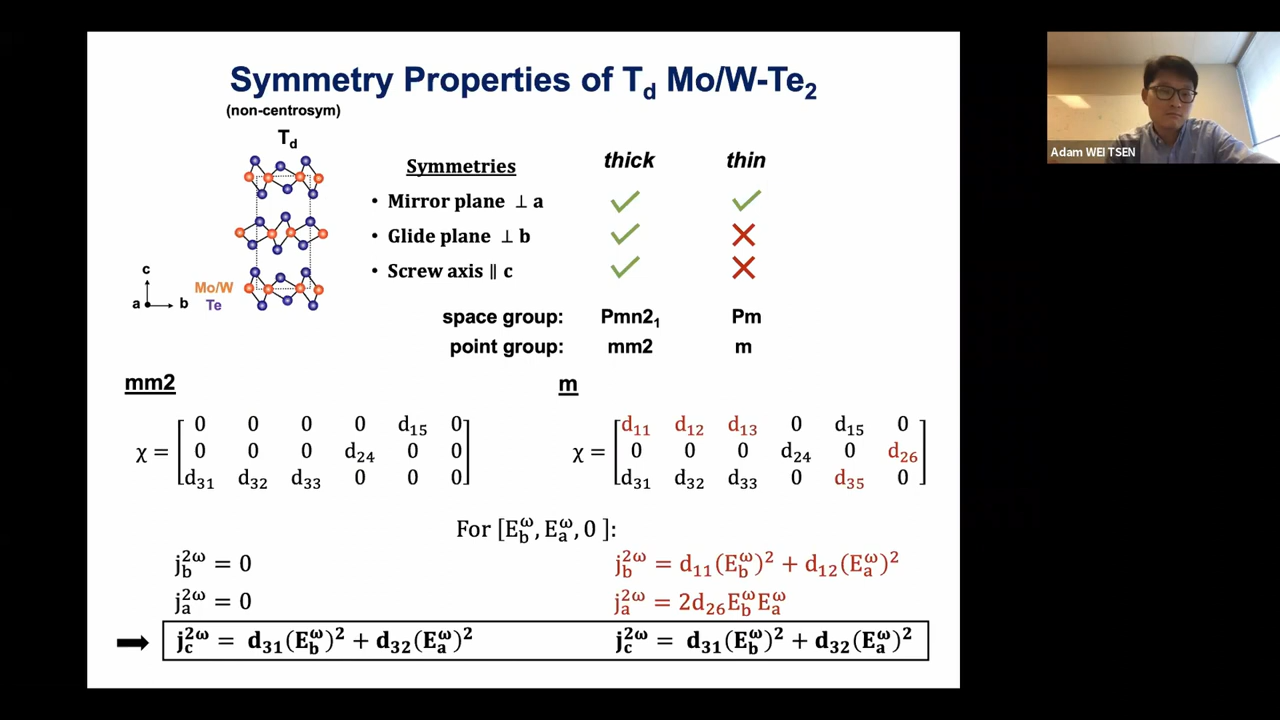 Symmetry Properties of T_d Mo/W-Te₂
(non-centrosym)
T_d
Symmetries thick thin
• Mirror plane ⊥ a ✓ ✓
• Glide plane ⊥ b ✓ ✗
• Screw axis ∥ c ✓ ✗
c
a b
Mo/W
Te
space group: Pmn2₁ Pm
point group: mm2 m
mm2
χ = [0 0 0 0 d₁₅ 0
0 0 0 d₂₄ 0 0
d₃₁ d₃₂ d₃₃ 0 0 0]
m
χ = [d₁₁ d₁₂ d₁₃ 0 d₁₅ 0
0 0 0 d₂₄ 0 d₂₆
d₃₁ d₃₂ d₃₃ 0 d₃₅ 0]
For [E_b^ω, E_a^ω, 0 ]:
j_b^2ω = 0
j_a^2ω = 0
j_c^2ω = d₃₁(E_b^ω)² + d₃₂(E_a^ω)²
j_b^2ω = d₁₁(E_b^ω)² + d₁₂(E_a^ω)²
j_a^2ω = 2d₂₆E_b^ωE_a^ω
j_c^2ω = d₃₁(E_b^ω)² + d₃₂(E_a^ω)²
Adam WEI TSEN